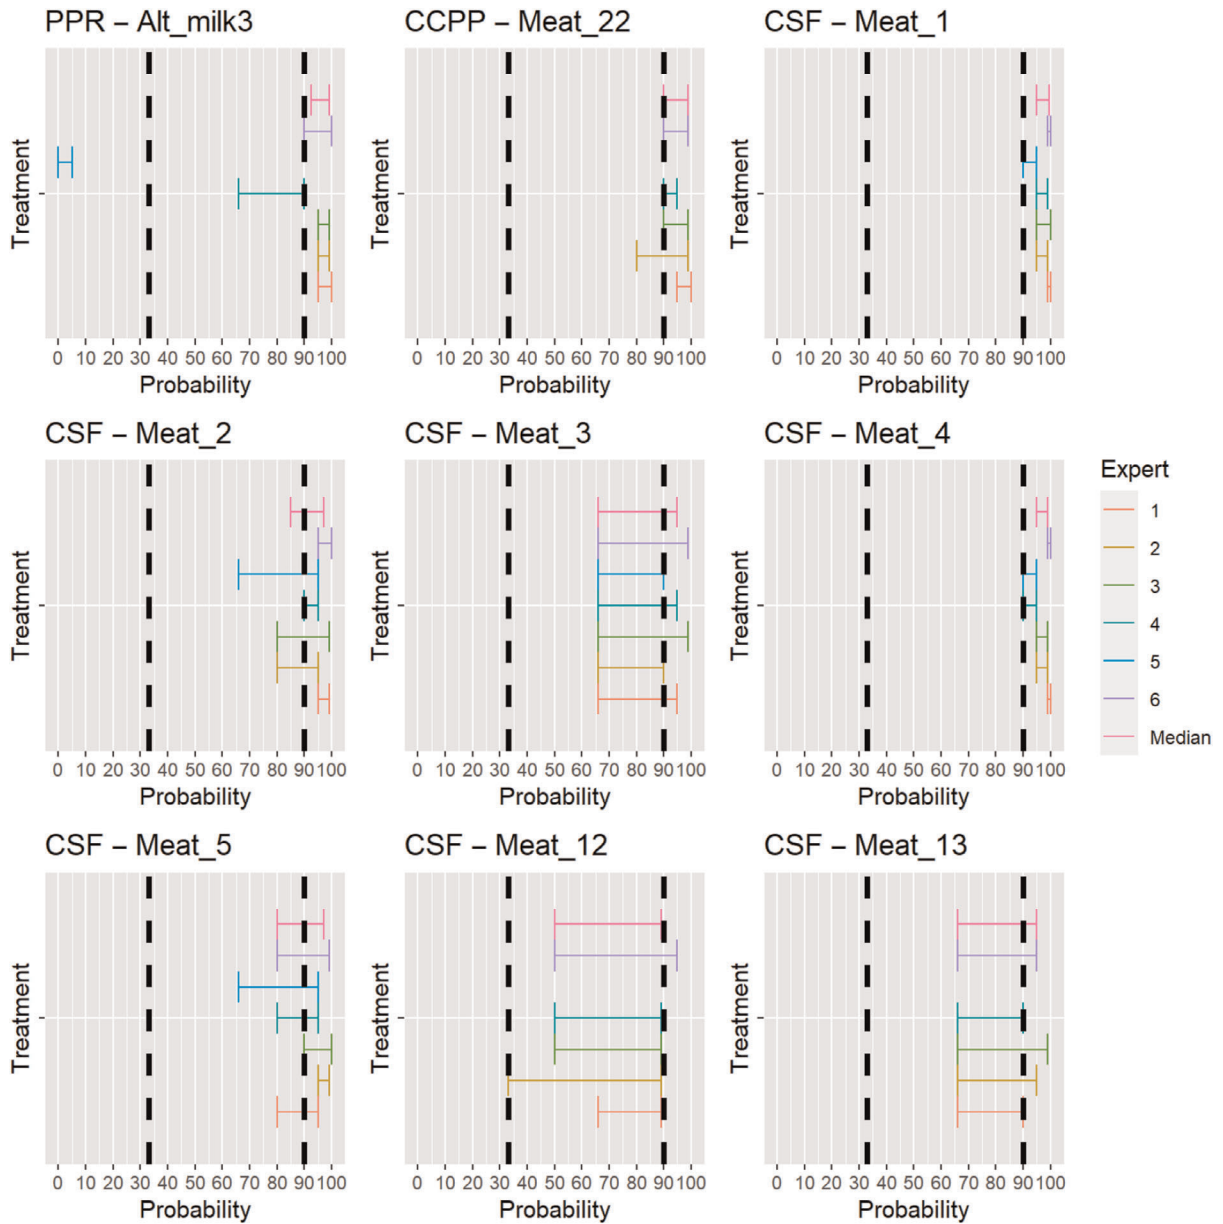 PPR – Alt_milk3 CCPP – Meat_22 CSF – Meat_1
Treatment Treatment Treatment
0 10 20 30 40 50 60 70 80 90 100 0 10 20 30 40 50 60 70 80 90 100 0 10 20 30 40 50 60 70 80 90 100
Probability Probability Probability
CSF – Meat_2 CSF – Meat_3 CSF – Meat_4
Treatment Treatment Treatment
0 10 20 30 40 50 60 70 80 90 100 0 10 20 30 40 50 60 70 80 90 100 0 10 20 30 40 50 60 70 80 90 100
Probability Probability Probability
CSF – Meat_5 CSF – Meat_12 CSF – Meat_13
Treatment Treatment Treatment
0 10 20 30 40 50 60 70 80 90 100 0 10 20 30 40 50 60 70 80 90 100 0 10 20 30 40 50 60 70 80 90 100
Probability Probability Probability
Expert
1
2
3
4
5
6
Median